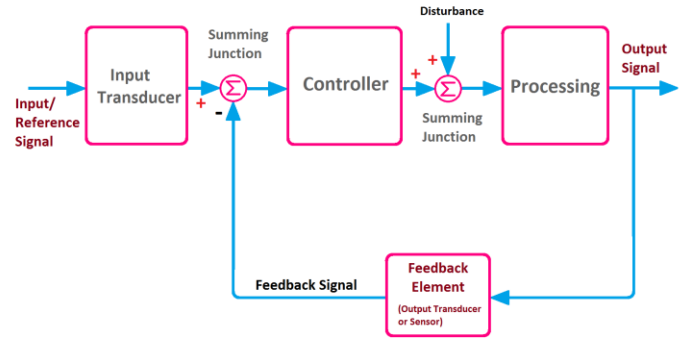 Disturbance
Summing
Junction
Input
Transducer
Controller
Processing
Output
Signal
Input/
Reference
Signal
+
-
Σ
+
+
Σ
Summing
Junction
Feedback Signal
Feedback
Element
(Output Transducer
or Sensor)